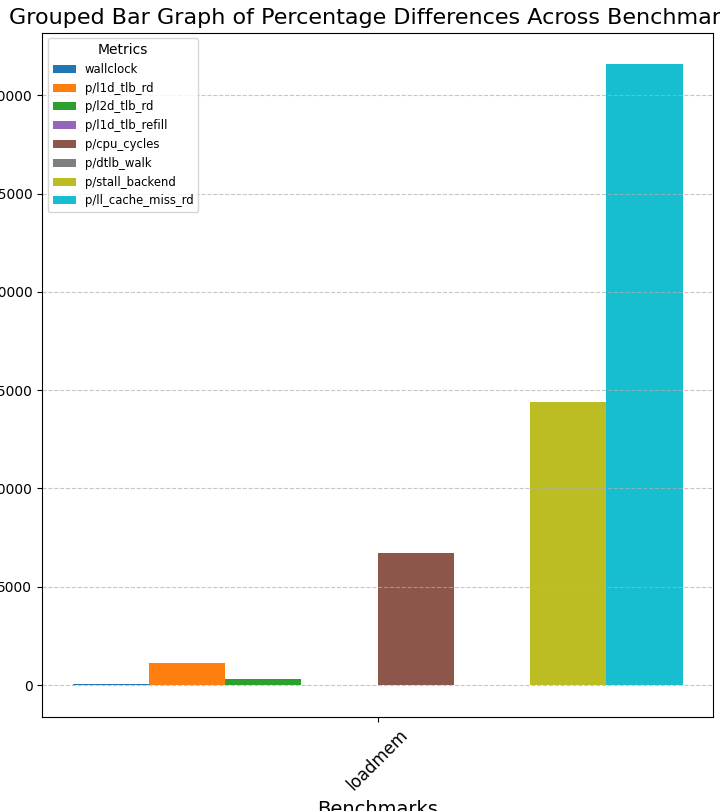 Grouped Bar Graph of Percentage Differences Across Benchmar
Metrics
wallclock
p/l1d_tlb_rd
p/l2d_tlb_rd
p/l1d_tlb_refill
p/cpu_cycles
p/dtlb_walk
p/stall_backend
p/ll_cache_miss_rd
0000
5000
0000
5000
0000
5000
0
loadmem
Benchmarks